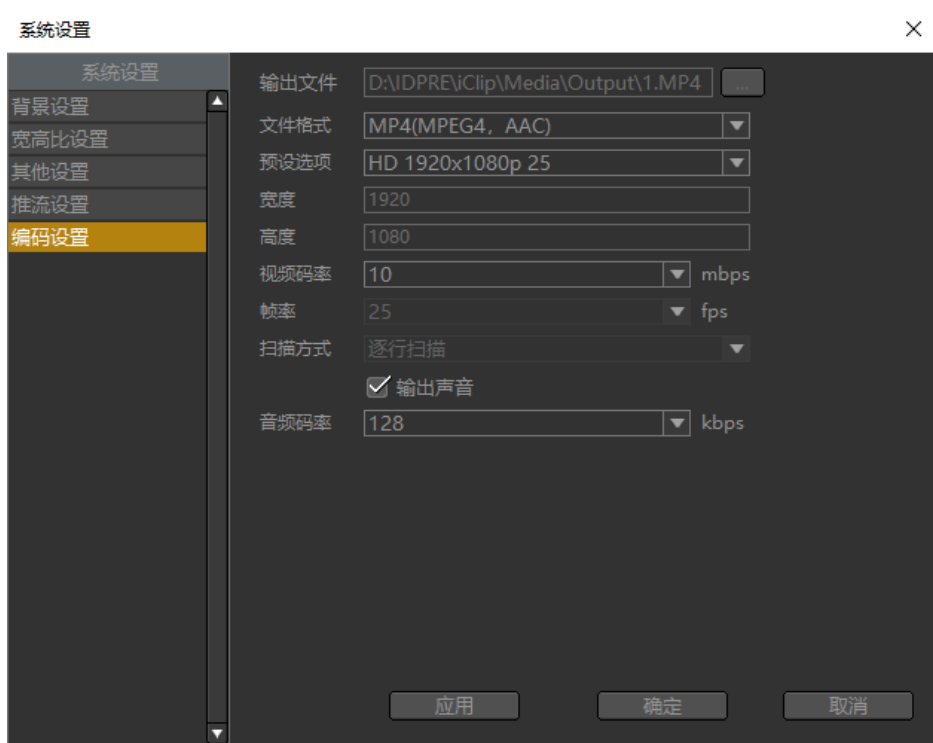 系统设置
系统设置
背景设置
宽高比设置
其他设置
推流设置
编码设置
输出文件 D:\IDPRE\iClip\Media\Output\1.MP4 ...
文件格式 MP4(MPEG4, AAC)
预设选项 HD 1920x1080p 25
宽度 1920
高度 1080
视频码率 10 mbps
帧率 25 fps
扫描方式 逐行扫描
输出声音
音频码率 128 kbps
应用 确定 取消